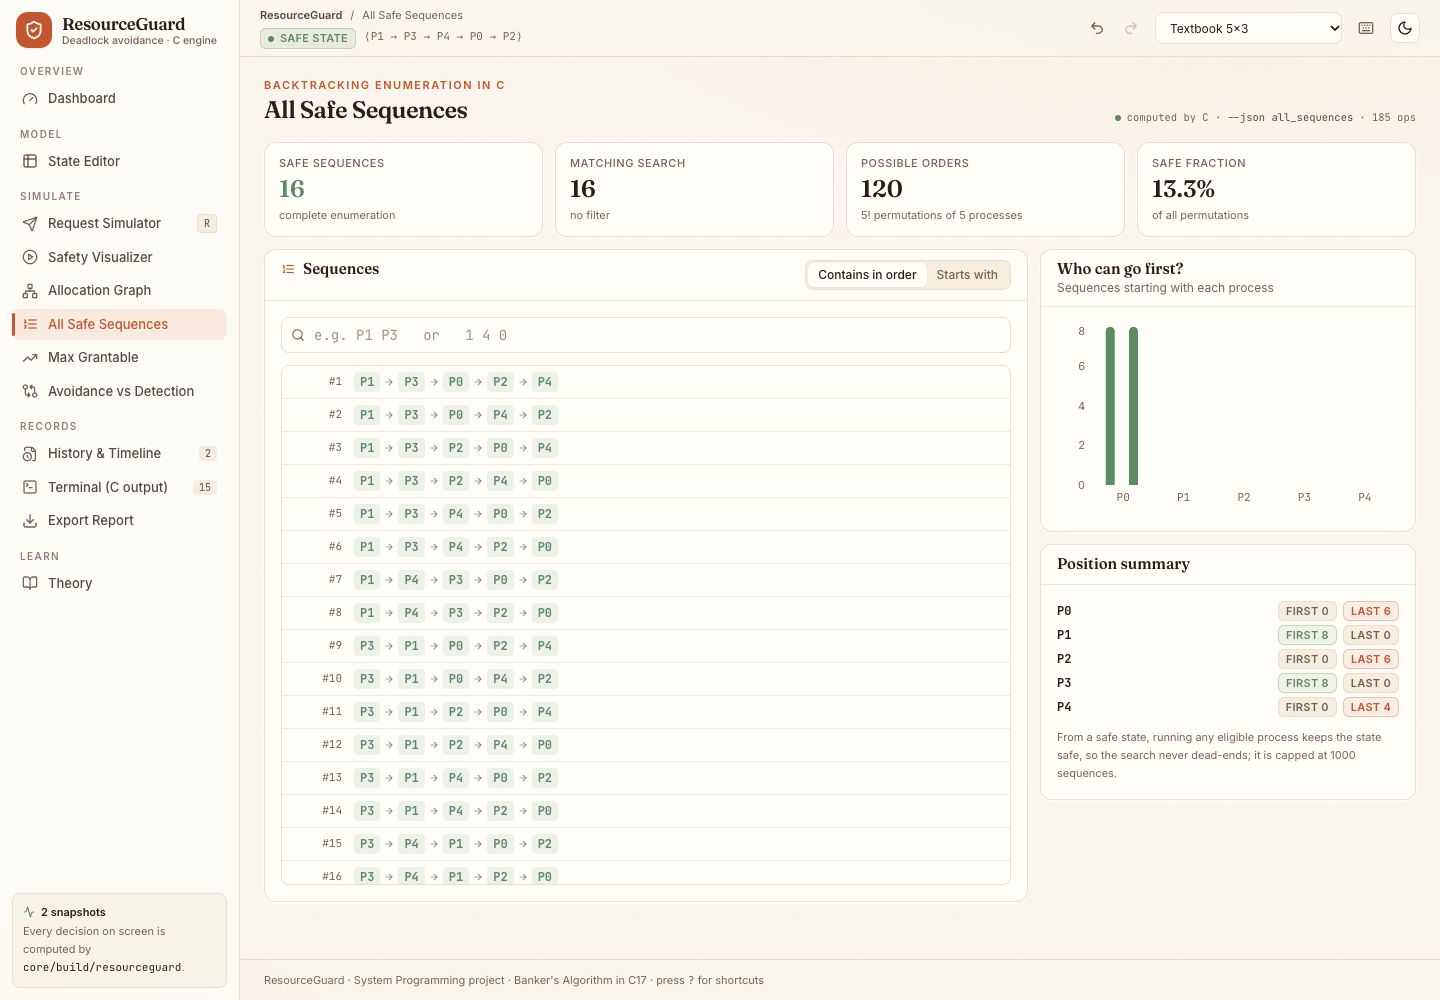 ResourceGuard
Deadlock avoidance · C engine
OVERVIEW
Dashboard
MODEL
State Editor
SIMULATE
Request Simulator R
Safety Visualizer
Allocation Graph
All Safe Sequences
Max Grantable
Avoidance vs Detection
RECORDS
History & Timeline 2
Terminal (C output) 15
Export Report
LEARN
Theory
2 snapshots
Every decision on screen is
computed by
core/build/resourceguard.
ResourceGuard / All Safe Sequences
SAFE STATE ⟨P1 → P3 → P4 → P0 → P2⟩
Textbook 5×3
BACKTRACKING ENUMERATION IN C
All Safe Sequences
computed by C · --json all_sequences · 185 ops
SAFE SEQUENCES
16
complete enumeration
MATCHING SEARCH
16
no filter
POSSIBLE ORDERS
120
5! permutations of 5 processes
SAFE FRACTION
13.3%
of all permutations
Sequences
Contains in order Starts with
e.g. P1 P3 or 1 4 0
#1 P1 → P3 → P0 → P2 → P4
#2 P1 → P3 → P0 → P4 → P2
#3 P1 → P3 → P2 → P0 → P4
#4 P1 → P3 → P2 → P4 → P0
#5 P1 → P3 → P4 → P0 → P2
#6 P1 → P3 → P4 → P2 → P0
#7 P1 → P4 → P3 → P0 → P2
#8 P1 → P4 → P3 → P2 → P0
#9 P3 → P1 → P0 → P2 → P4
#10 P3 → P1 → P0 → P4 → P2
#11 P3 → P1 → P2 → P0 → P4
#12 P3 → P1 → P2 → P4 → P0
#13 P3 → P1 → P4 → P0 → P2
#14 P3 → P1 → P4 → P2 → P0
#15 P3 → P4 → P1 → P0 → P2
#16 P3 → P4 → P1 → P2 → P0
Who can go first?
Sequences starting with each process
8
6
4
2
0
P0 P1 P2 P3 P4
Position summary
P0 FIRST 0 LAST 6
P1 FIRST 8 LAST 0
P2 FIRST 0 LAST 6
P3 FIRST 8 LAST 0
P4 FIRST 0 LAST 4
From a safe state, running any eligible process keeps the state
safe, so the search never dead-ends; it is capped at 1000
sequences.
ResourceGuard · System Programming project · Banker's Algorithm in C17 · press ? for shortcuts